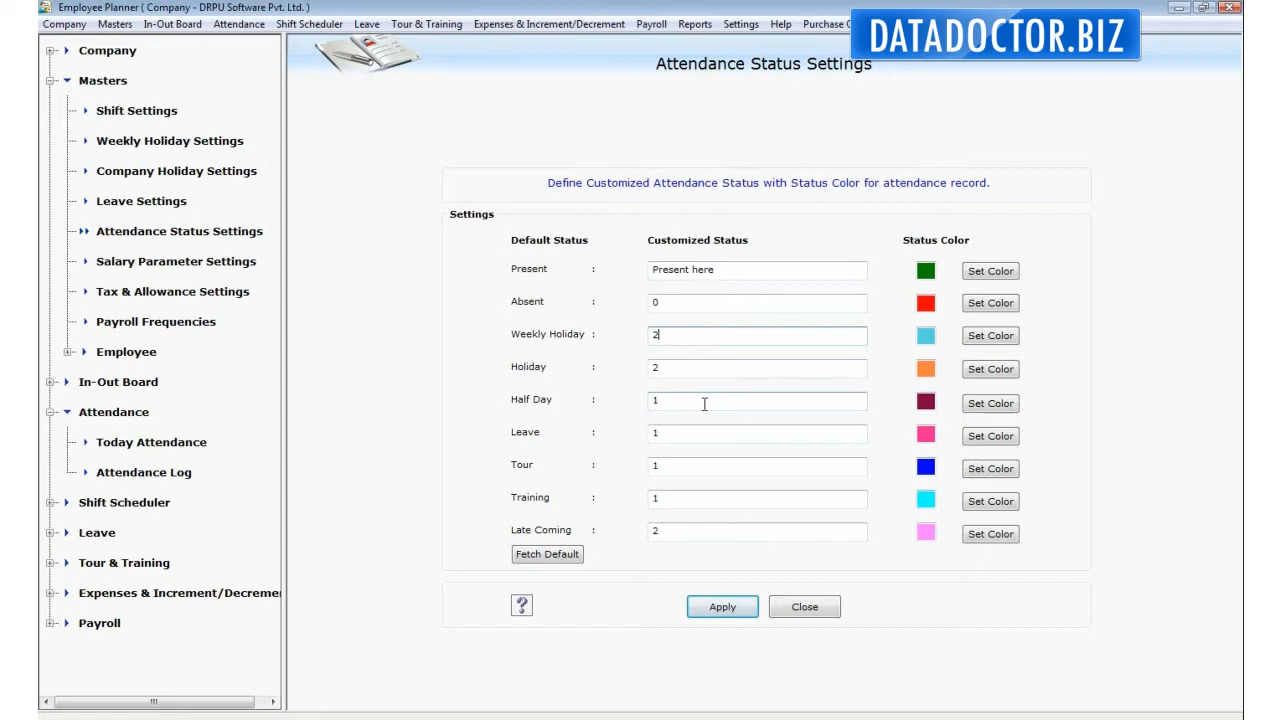 Employee Planner ( Company - DRPU Software Pvt. Ltd. )
Company Masters In-Out Board Attendance Shift Scheduler Leave Tour & Training Expenses & Increment/Decrement Payroll Reports Settings Help Purchase
DATADOCTOR.BIZ
Attendance Status Settings
Company
Masters
Shift Settings
Weekly Holiday Settings
Company Holiday Settings
Leave Settings
Attendance Status Settings
Salary Parameter Settings
Tax & Allowance Settings
Payroll Frequencies
Employee
In-Out Board
Attendance
Today Attendance
Attendance Log
Shift Scheduler
Leave
Tour & Training
Expenses & Increment/Decreme
Payroll
Define Customized Attendance Status with Status Color for attendance record.
Settings
Default Status Customized Status Status Color
Present : Present here Set Color
Absent : 0 Set Color
Weekly Holiday : 2 Set Color
Holiday : 2 Set Color
Half Day : 1 Set Color
Leave : 1 Set Color
Tour : 1 Set Color
Training : 1 Set Color
Late Coming : 2 Set Color
Fetch Default
? Apply Close